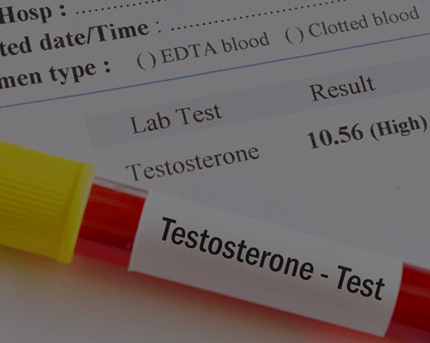 Hosp : ....................
ted date/Time : ....................
men type : ( ) EDTA blood ( ) Clotted blood
Lab Test Result
Testosterone 10.56 (High)
Testosterone - Test